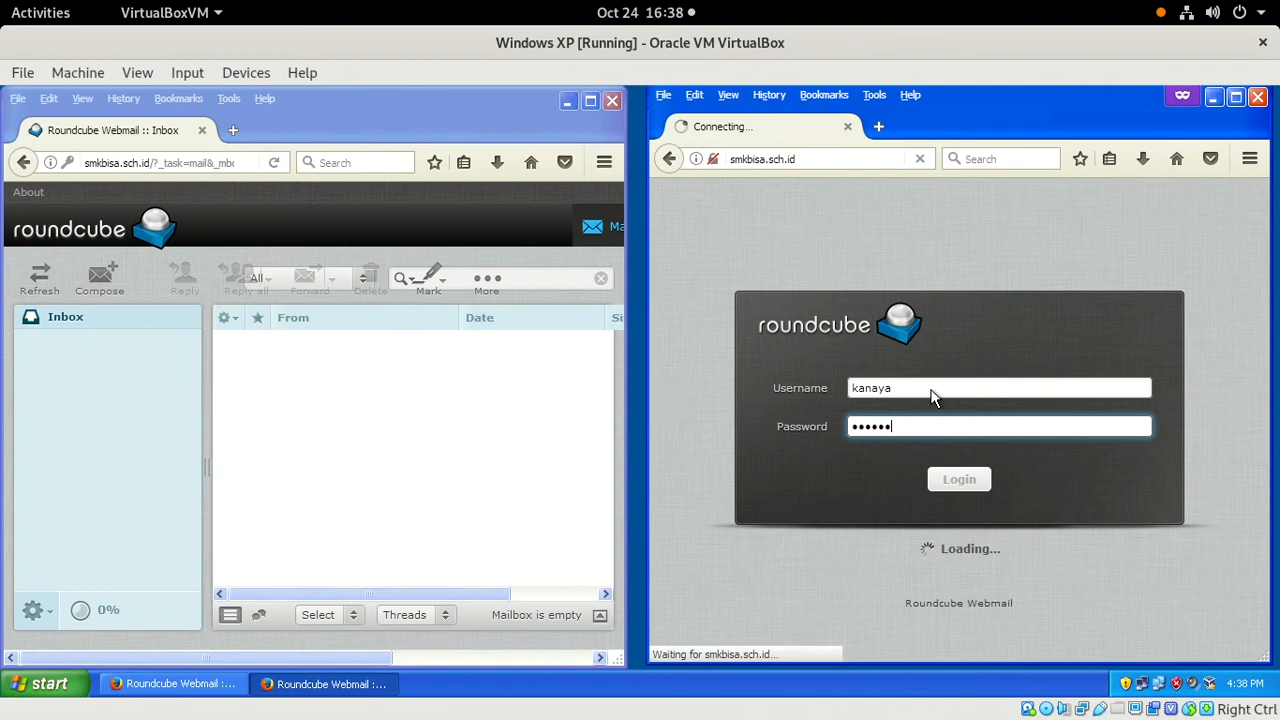 Activities VirtualBoxVM Oct 24 16:38
Windows XP [Running] - Oracle VM VirtualBox
File Machine View Input Devices Help
File Edit View History Bookmarks Tools Help
Roundcube Webmail :: Inbox
smkbisa.sch.id/?_task=mail&_mbc
Search
About
roundcube
Ma
Refresh
Compose
Reply
Reply all
Forward
Delete
Mark
More
All
Inbox
From
Date
Si
0%
Select
Threads
Mailbox is empty
File Edit View History Bookmarks Tools Help
Connecting...
smkbisa.sch.id
Search
roundcube
Username kanaya
Password ••••••
Login
Loading...
Roundcube Webmail
Waiting for smkbisa.sch.id...
start
Roundcube Webmail :...
Roundcube Webmail :...
4:38 PM
Right Ctrl